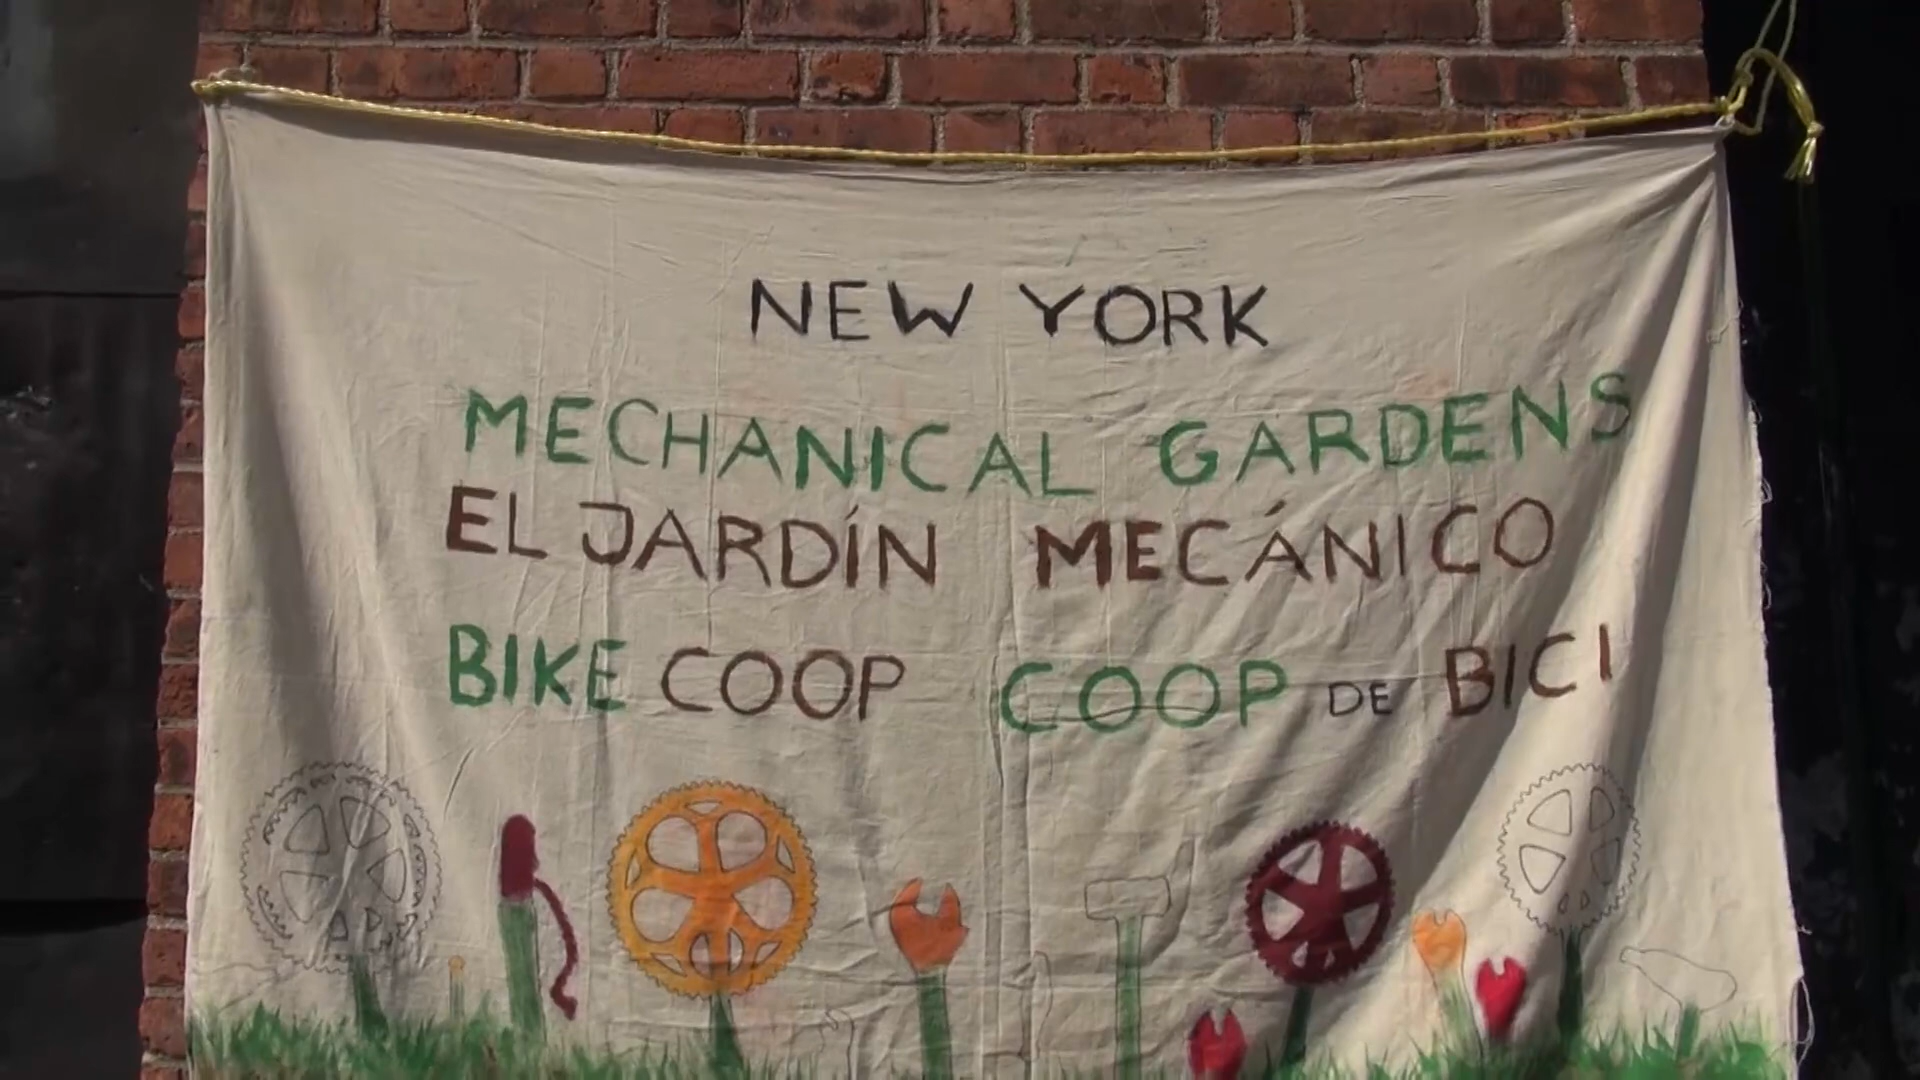 NEW YORK
MECHANICAL GARDENS
EL JARDÍN MECÁNICO
BIKE COOP COOP DE BICI